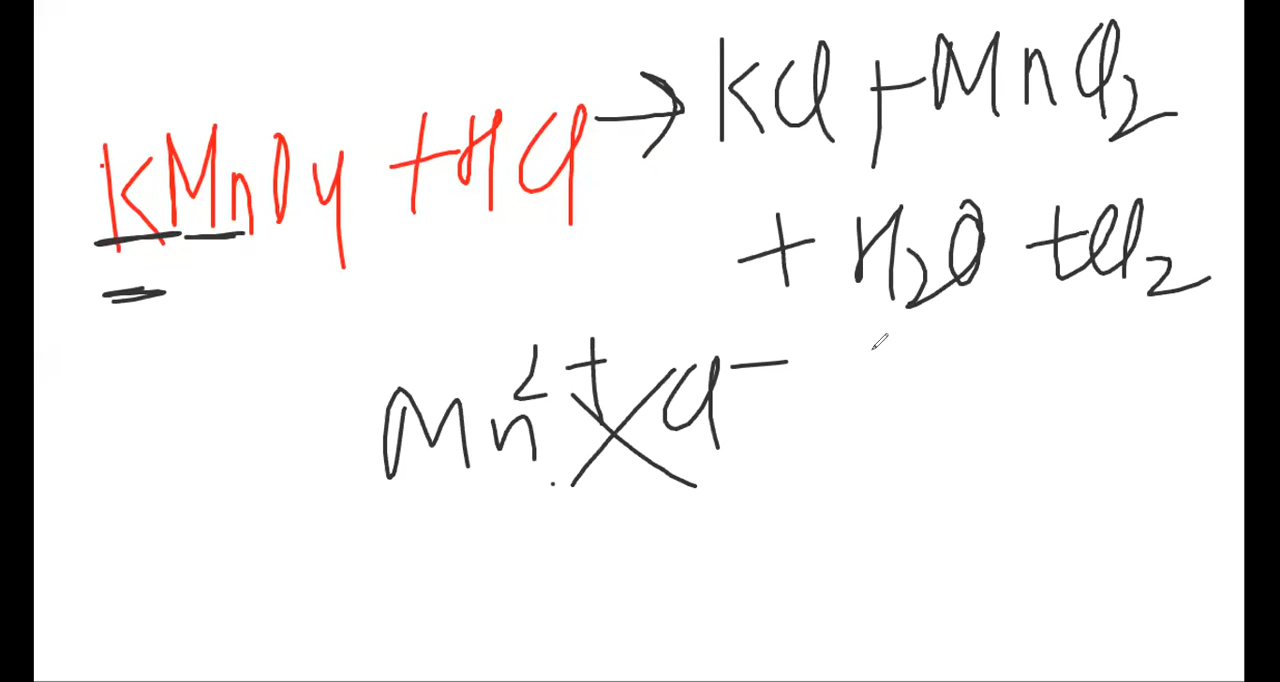 KMnO4 + HCl → KCl + MnCl2
+ H2O + Cl2
Mn2+ Cl-